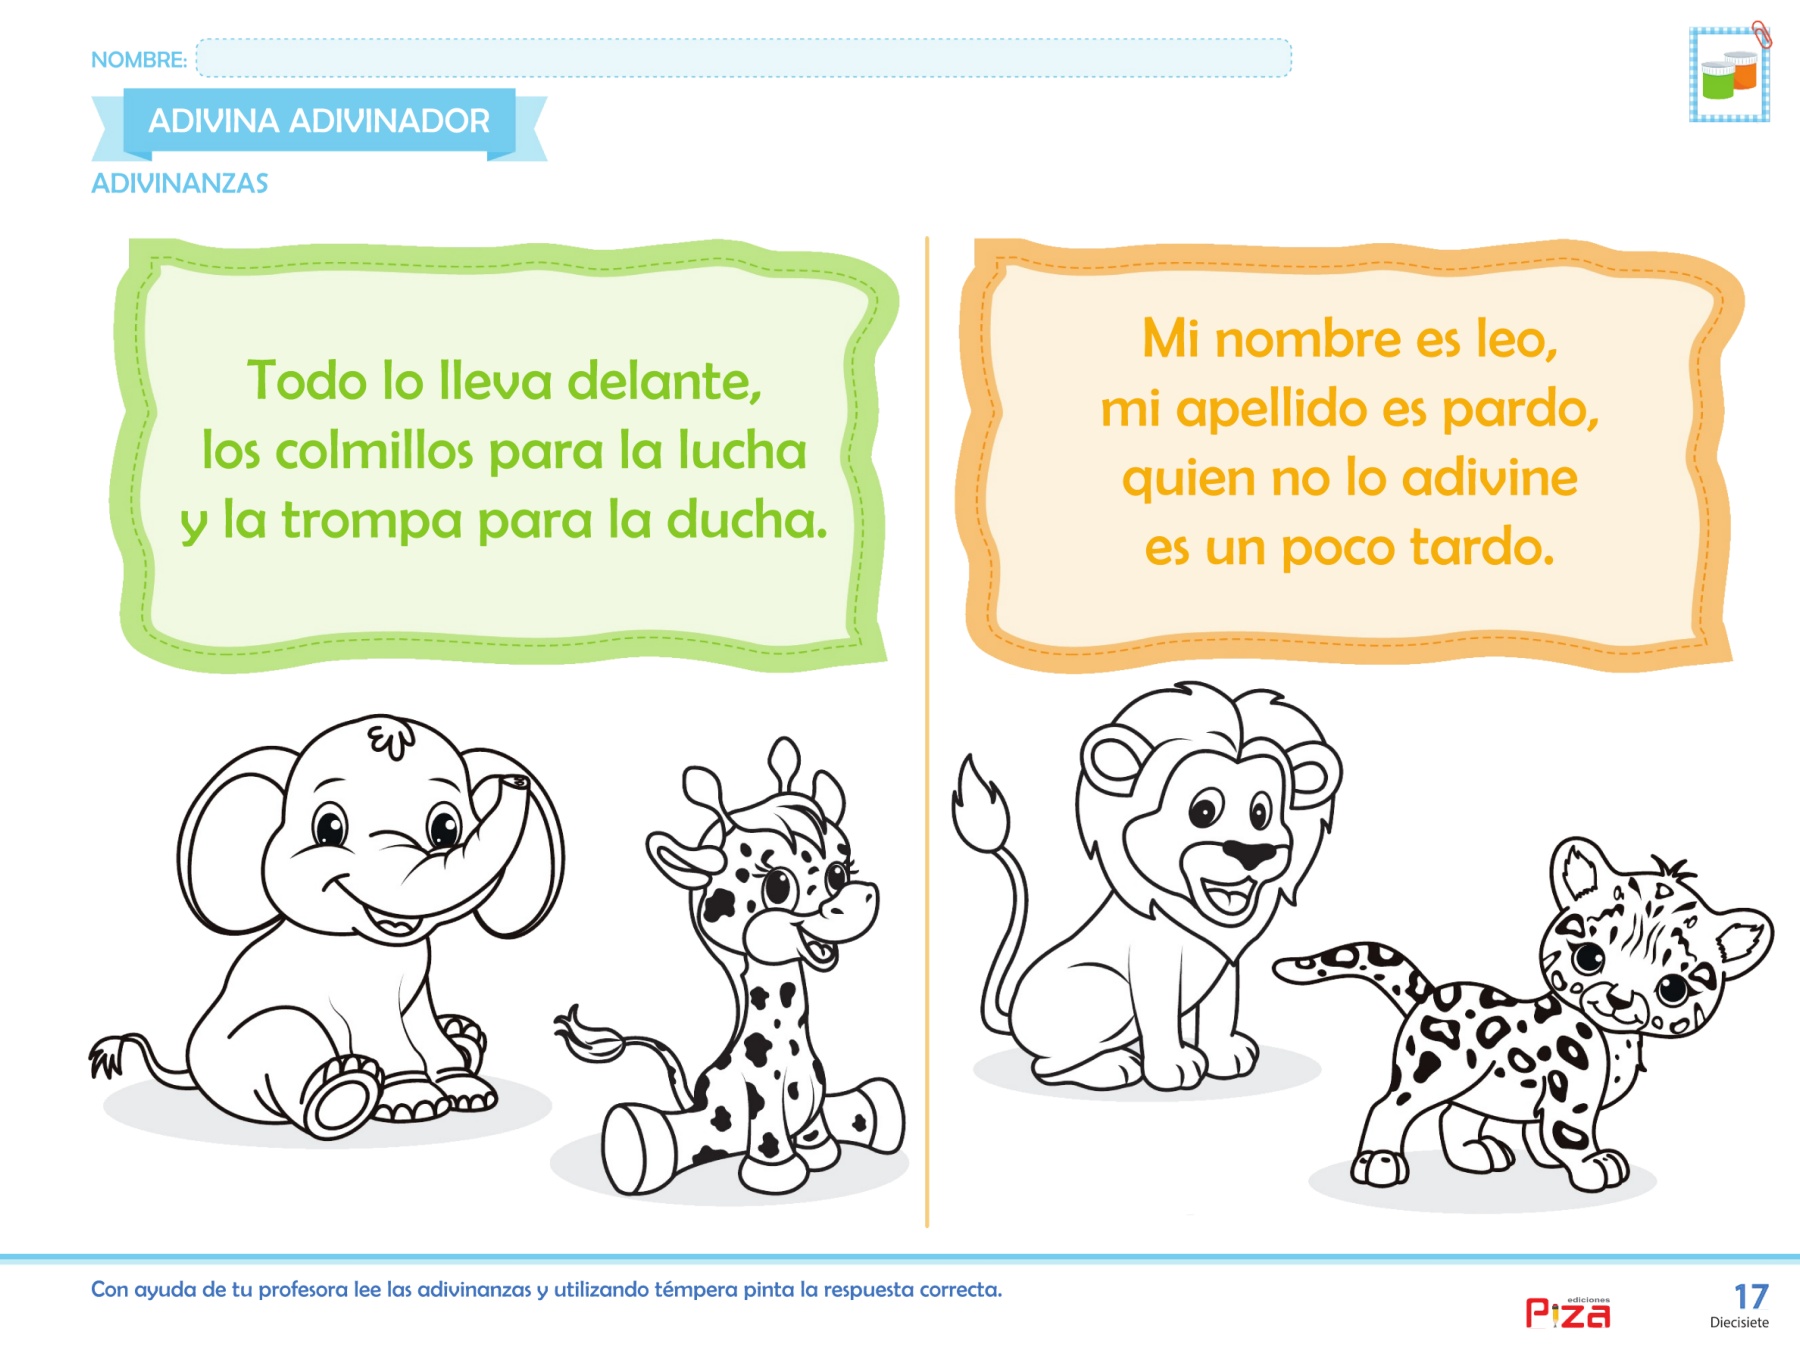 NOMBRE:
ADIVINA ADIVINADOR
ADIVINANZAS
Todo lo lleva delante,
los colmillos para la lucha
y la trompa para la ducha.
Mi nombre es leo,
mi apellido es pardo,
quien no lo adivine
es un poco tardo.
Con ayuda de tu profesora lee las adivinanzas y utilizando témpera pinta la respuesta correcta.
ediciones
Piza
17
Diecisiete